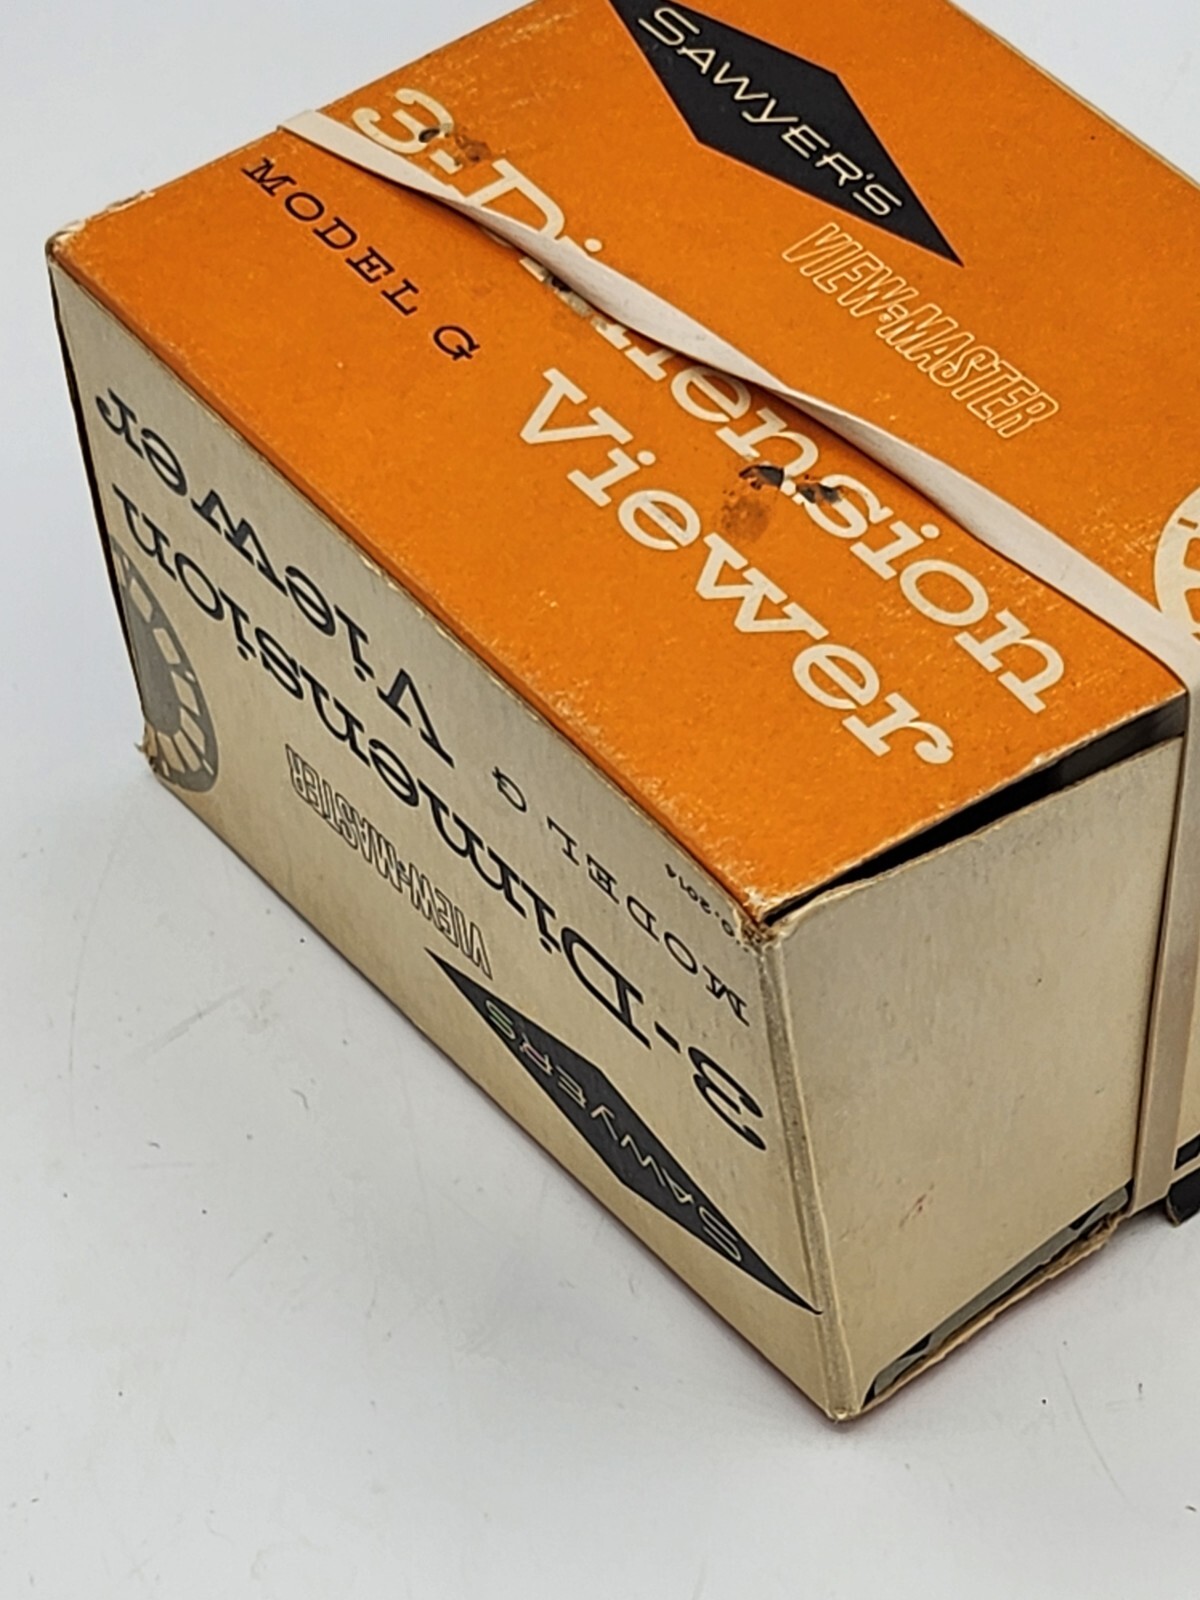 SAWYER'S
VIEW-MASTER
3-Dimension
Viewer
MODEL G
SAWYER'S
VIEW-MASTER
3-Dimension
Viewer
MODEL G